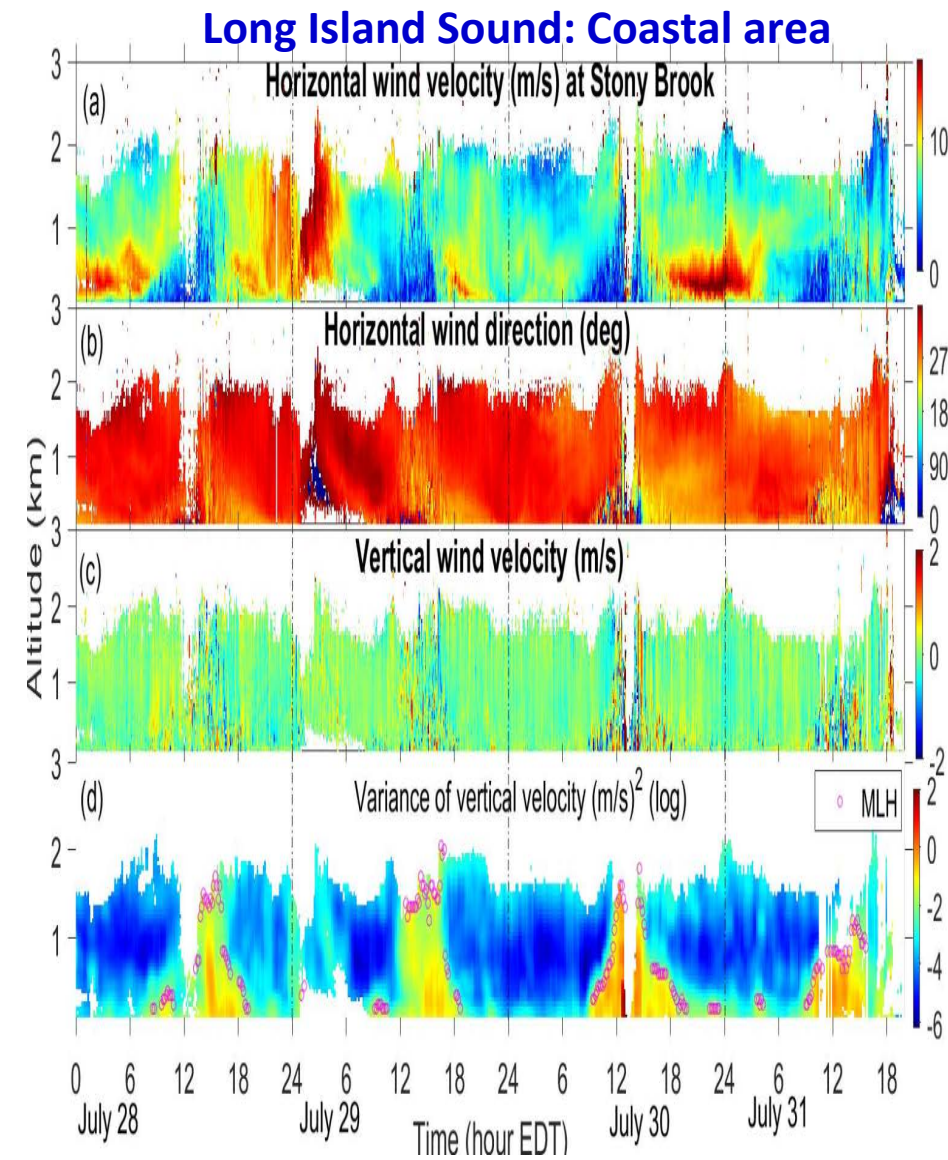 Long Island Sound: Coastal area
Horizontal wind velocity (m/s) at Stony Brook
(a)
3
2
1
10
0
Horizontal wind direction (deg)
(b)
3
2
1
27
18
90
0
Altitude (km)
Vertical wind velocity (m/s)
(c)
3
2
1
2
0
-2
Variance of vertical velocity (m/s)2 (log)
(d)
MLH
3
2
1
2
0
-2
-4
-6
0 6 12 18 24 6 12 18 24 6 12 18 24 6 12 18
July 28 July 29 July 30 July 31
Time (hour EDT)